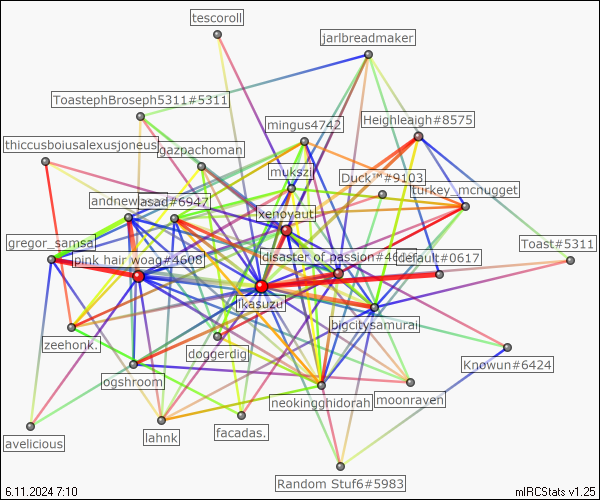 tescoroll
jarlbreadmaker
ToastephBroseph5311#5311
mingus4742
Heighleaigh#8575
thiccusboiusalexusjoneus
gazpachoman
mukszi
Duck™#9103
turkey_mcnugget
andnew
asad#6947
xenoyaut
gregor_samsa
pink hair woag#4608
disaster of passion#46
default#0617
Toast#5311
ikasuzu
bigcitysamurai
zeehonk.
doggerdig
Knowun#6424
ogshroom
neokingghidorah
moonraven
avelicious
lahnk
facadas.
Random Stuf6#5983
6.11.2024 7:10
mIRCStats v1.25